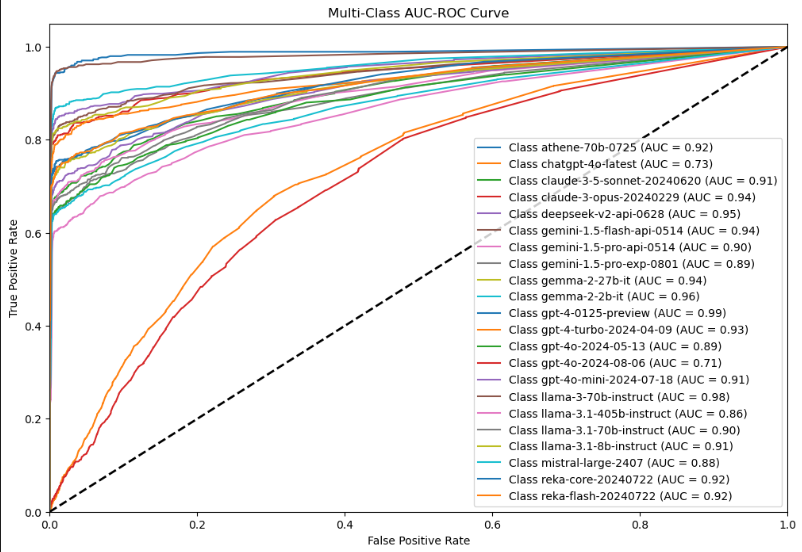 Multi-Class AUC-ROC Curve
1.0
0.8
0.6
0.4
0.2
0.0
True Positive Rate
Class athene-70b-0725 (AUC = 0.92)
Class chatgpt-4o-latest (AUC = 0.73)
Class claude-3-5-sonnet-20240620 (AUC = 0.91)
Class claude-3-opus-20240229 (AUC = 0.94)
Class deepseek-v2-api-0628 (AUC = 0.95)
Class gemini-1.5-flash-api-0514 (AUC = 0.94)
Class gemini-1.5-pro-api-0514 (AUC = 0.90)
Class gemini-1.5-pro-exp-0801 (AUC = 0.89)
Class gemma-2-27b-it (AUC = 0.94)
Class gemma-2-2b-it (AUC = 0.96)
Class gpt-4-0125-preview (AUC = 0.99)
Class gpt-4-turbo-2024-04-09 (AUC = 0.93)
Class gpt-4o-2024-05-13 (AUC = 0.89)
Class gpt-4o-2024-08-06 (AUC = 0.71)
Class gpt-4o-mini-2024-07-18 (AUC = 0.91)
Class llama-3-70b-instruct (AUC = 0.98)
Class llama-3.1-405b-instruct (AUC = 0.86)
Class llama-3.1-70b-instruct (AUC = 0.90)
Class llama-3.1-8b-instruct (AUC = 0.91)
Class mistral-large-2407 (AUC = 0.88)
Class reka-core-20240722 (AUC = 0.92)
Class reka-flash-20240722 (AUC = 0.92)
0.0 0.2 0.4 0.6 0.8 1.0
False Positive Rate